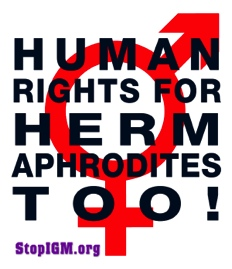 HUMAN
RIGHTS FOR
HERM
APHRODITES
TOO!
StopIGM.org